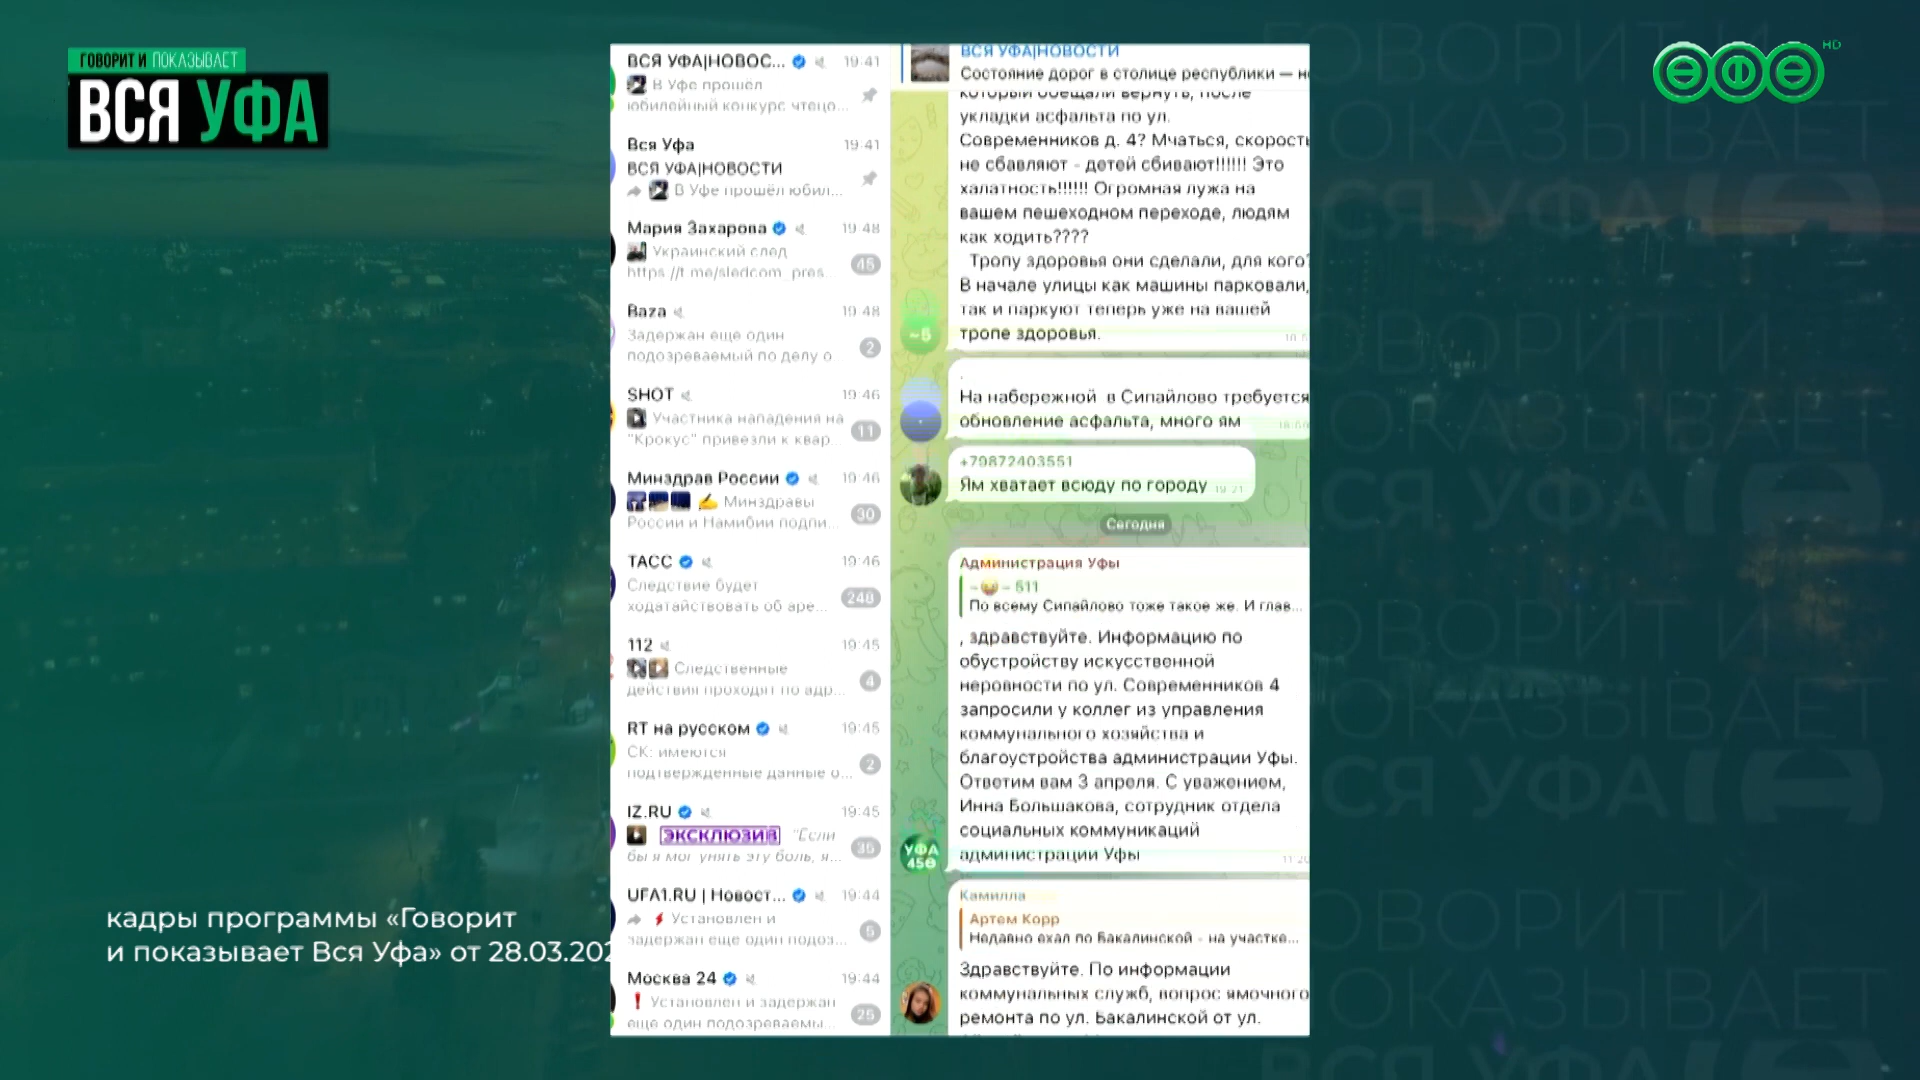 ГОВОРИТ И ПОКАЗЫВАЕТ
ВСЯ УФА
HD
ВСЯ УФА|НОВОС... 19:41
В Уфе прошёл
юбилейный конкурс чтецо...
Вся Уфа 19:41
ВСЯ УФА|НОВОСТИ
В Уфе прошёл юбил...
Мария Захарова 19:48
Украинский след
https://t.me/sledcom_pres... 45
Baza 19:48
Задержан еще один
подозреваемый по делу о 2
SHOT 19:46
Участника нападения на
"Крокус" привезли к квар... 11
Минздрав России 19:46
Минздравы
России и Намибии подпи... 30
ТАСС 19:46
Следствие будет
ходатайствовать об аре... 248
112 19:45
Следственные
действия проходят по адр... 4
RT на русском 19:45
СК: имеются
подтвержденные данные о... 2
IZ.RU 19:45
ЭКСКЛЮЗИВ "Если
бы я мог унять эту боль, я... 35
UFA1.RU | Новост... 19:44
Установлен и
задержан еще один подоз... 5
Москва 24 19:44
Установлен и задержан
еще один подозреваемы... 25
ВСЯ УФА|НОВОСТИ
Состояние дорог в столице республики — н
который обещали вернуть, после
укладки асфальта по ул.
Современников д. 4? Мчаться, скорость
не сбавляют - детей сбивают!!!!!! Это
халатность!!!!!! Огромная лужа на
вашем пешеходном переходе, людям
как ходить????
Тропу здоровья они сделали, для кого?
В начале улицы как машины парковали,
так и паркуют теперь уже на вашей
тропе здоровья.
~5
На набережной в Сипайлово требуется
обновление асфальта, много ям
+79872403551
Ям хватает всюду по городу 19:21
Сегодня
Администрация Уфы
- 😄 - 511
По всему Сипайлово тоже такое же. И глав...
, здравствуйте. Информацию по
обустройству искусственной
неровности по ул. Современников 4
запросили у коллег из управления
коммунального хозяйства и
благоустройства администрации Уфы.
Ответим вам 3 апреля. С уважением,
Инна Большакова, сотрудник отдела
социальных коммуникаций
администрации Уфы
УФА
450
Камилла
Артем Корр
Недавно ехал по Бакалинской - на участке...
Здравствуйте. По информации
коммунальных служб, вопрос ямочного
ремонта по ул. Бакалинской от ул.
кадры программы «Говорит
и показывает Вся Уфа» от 28.03.202
ГОВОРИТ И
ПОКАЗЫВАЕТ
ВСЯ УФА